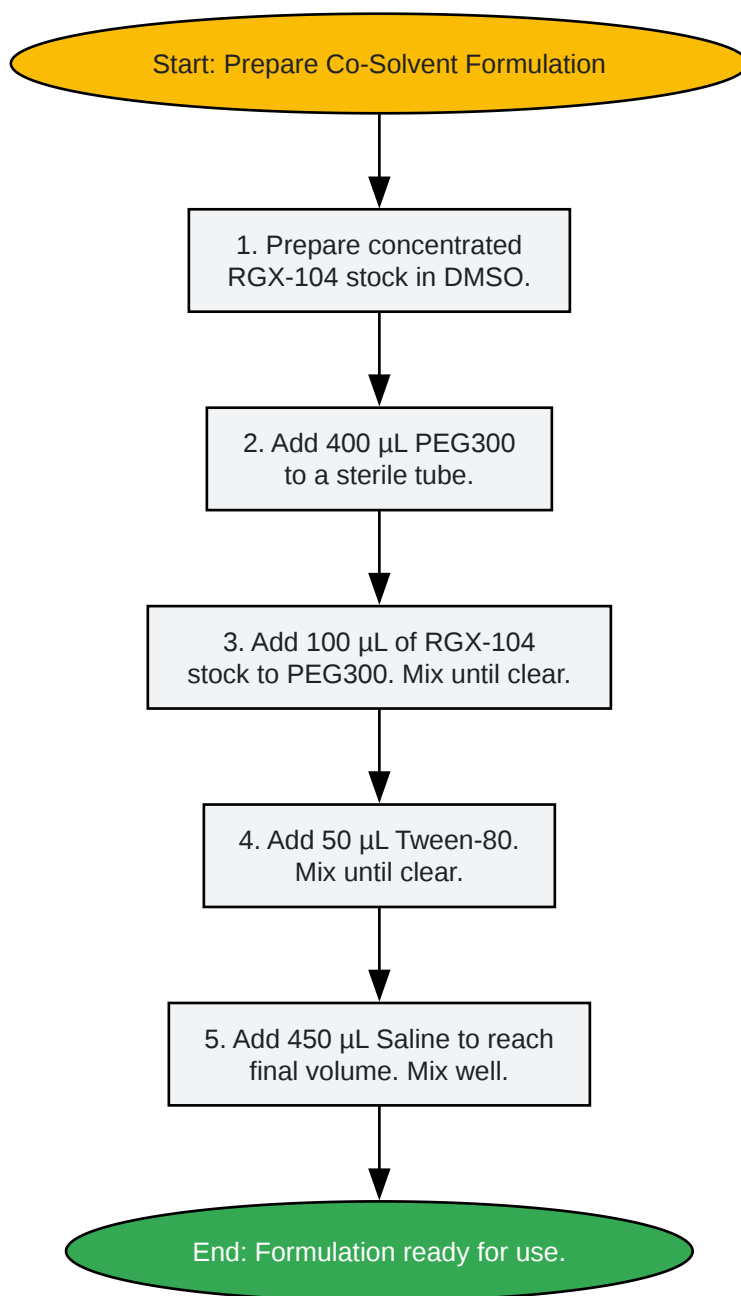 Start: Prepare Co-Solvent Formulation
1. Prepare concentrated
RGX-104 stock in DMSO.
2. Add 400 µL PEG300
to a sterile tube.
3. Add 100 µL of RGX-104
stock to PEG300. Mix until clear.
4. Add 50 µL Tween-80.
Mix until clear.
5. Add 450 µL Saline to reach
final volume. Mix well.
End: Formulation ready for use.